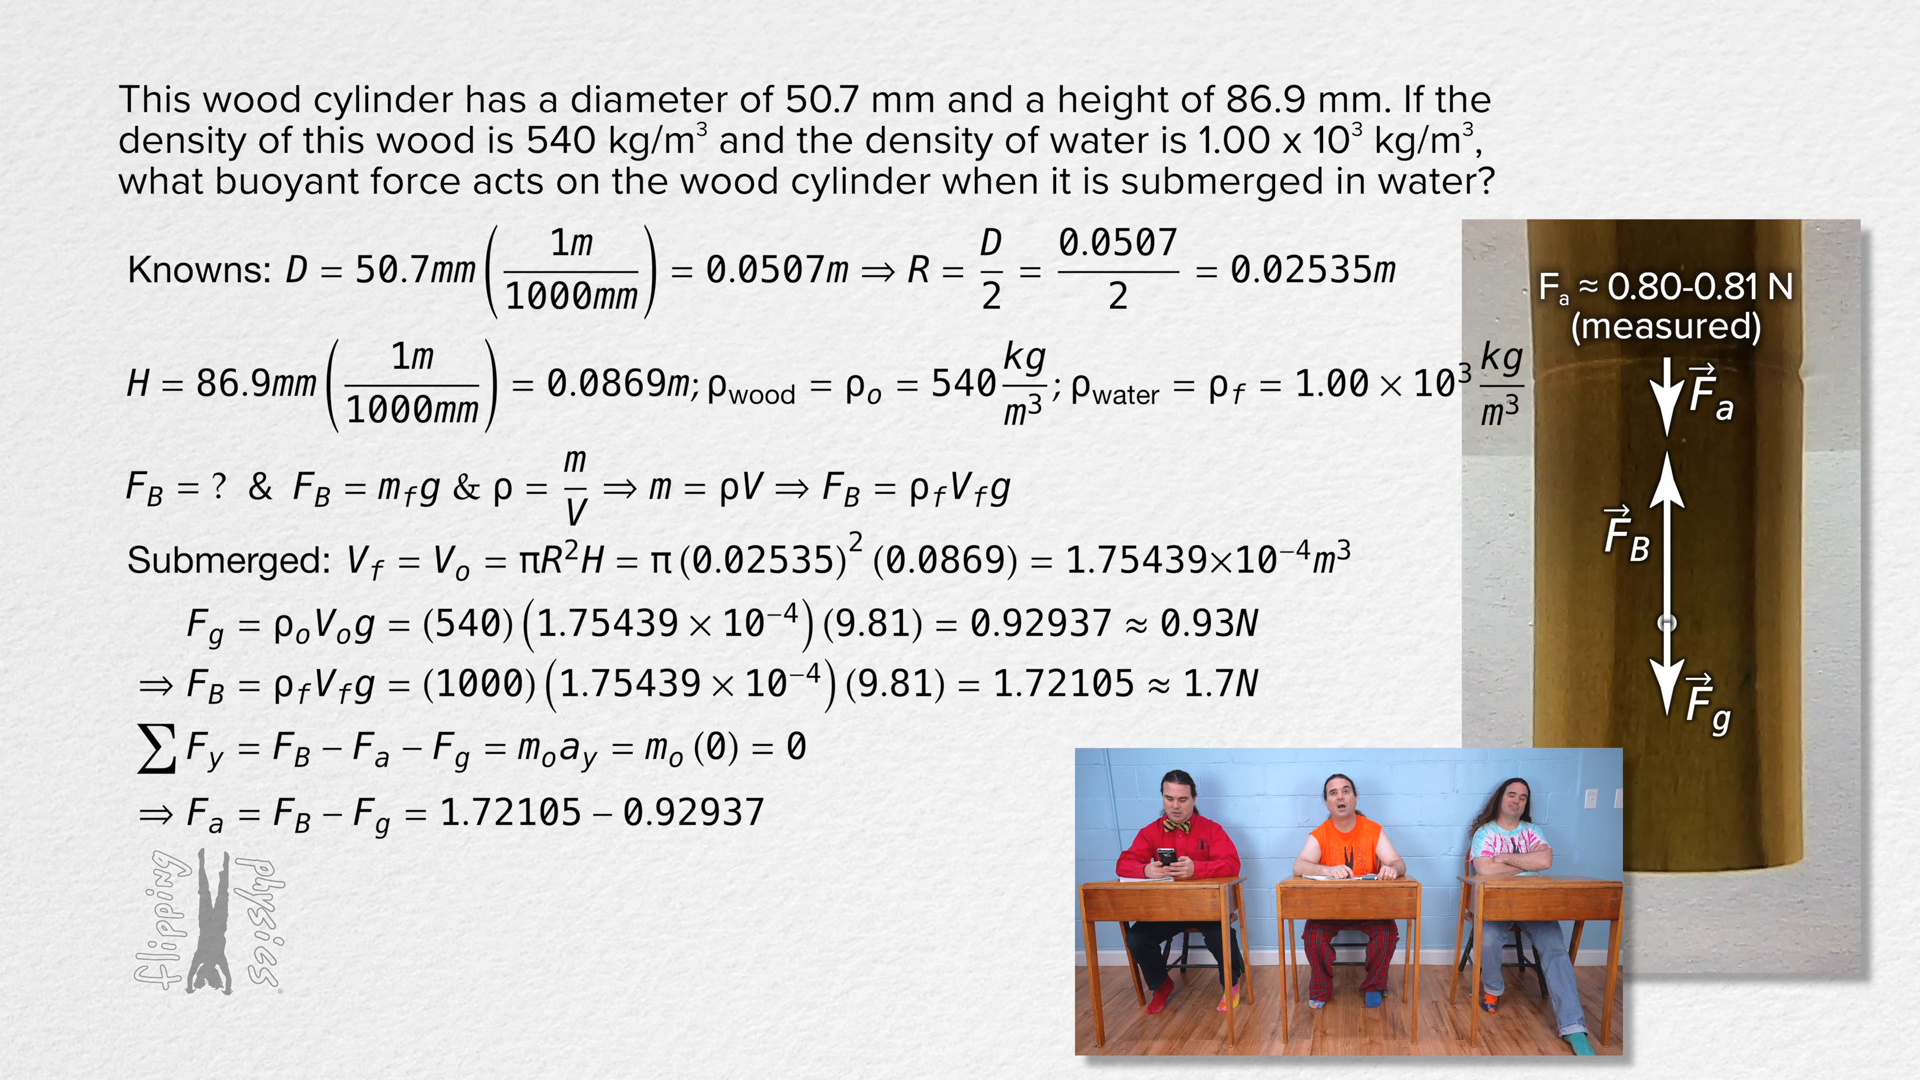 This wood cylinder has a diameter of 50.7 mm and a height of 86.9 mm. If the
density of this wood is 540 kg/m³ and the density of water is 1.00 x 10³ kg/m³,
what buoyant force acts on the wood cylinder when it is submerged in water?
Knowns: D = 50.7mm (1m/1000mm) = 0.0507m ⇒ R = D/2 = 0.0507/2 = 0.02535m
H = 86.9mm (1m/1000mm) = 0.0869m; ρ_wood = ρ_o = 540 kg/m³; ρ_water = ρ_f = 1.00 × 10³ kg/m³
F_B = ? & F_B = m_f g & ρ = m/V ⇒ m = ρV ⇒ F_B = ρ_f V_f g
Submerged: V_f = V_o = πR²H = π(0.02535)² (0.0869) = 1.75439×10⁻⁴m³
F_g = ρ_o V_o g = (540)(1.75439 × 10⁻⁴)(9.81) = 0.92937 ≈ 0.93N
⇒ F_B = ρ_f V_f g = (1000)(1.75439 × 10⁻⁴)(9.81) = 1.72105 ≈ 1.7N
∑F_y = F_B − F_a − F_g = m_o a_y = m_o (0) = 0
⇒ F_a = F_B − F_g = 1.72105 − 0.92937
F_a ≈ 0.80-0.81 N
(measured)
F⃗_a
F⃗_B
F⃗_g
flipping
physics